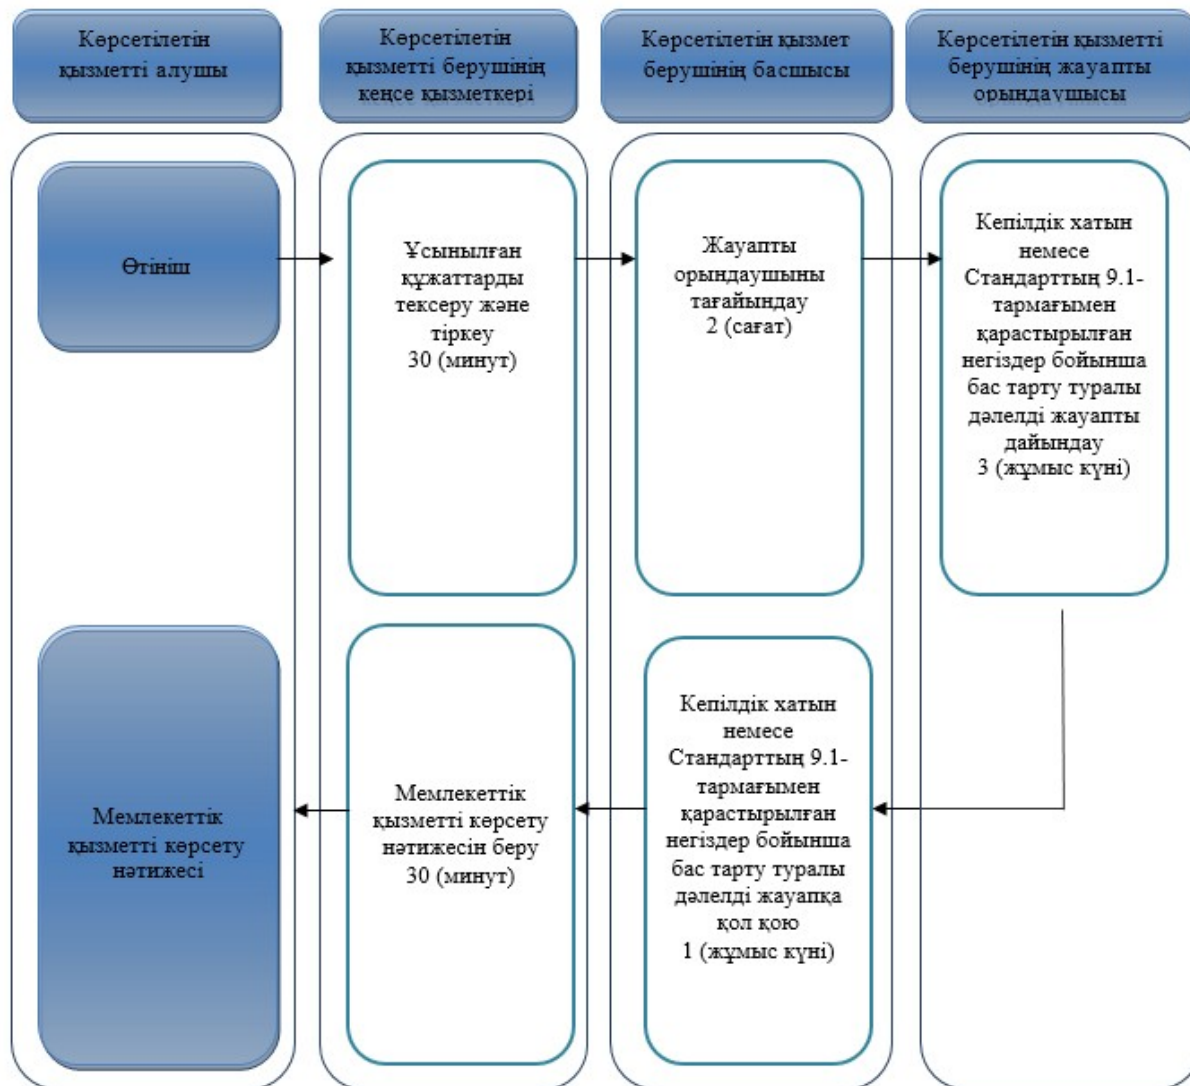 Көрсетілетін
қызметті алушы
Көрсетілетін
қызметті берушінің
кеңсе қызметкері
Көрсетілетін қызмет
берушінің басшысы
Көрсетілетін қызметті
берушінің жауапты
орындаушысы
Өтініш
Ұсынылған
құжаттарды
тексеру және
тіркеу
30 (минут)
Жауапты
орындаушыны
тағайындау
2 (сағат)
Кепілдік хатын
немесе
Стандарттың 9.1-
тармағымен
қарастырылған
негіздер бойынша
бас тарту туралы
дәлелді жауапты
дайындау
3 (жұмыс күні)
Мемлекеттік
қызметті көрсету
нәтижесі
Мемлекеттік
қызметті көрсету
нәтижесін беру
30 (минут)
Кепілдік хатын
немесе
Стандарттың 9.1-
тармағымен
қарастырылған
негіздер бойынша
бас тарту туралы
дәлелді жауапқа
қол қою
1 (жұмыс күні)